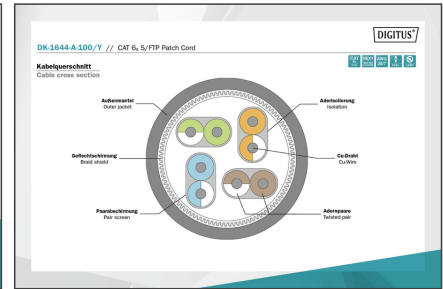 DIGITUS®
DK-1644-A-100/Y // CAT 6A S/FTP Patch Cord
Kabelquerschnitt
Cable cross section
Außenmantel
Outer jacket
Aderisolierung
Isolation
Geflechtschirmung
Braid shield
Cu-Draht
Cu-Wire
Paarabschirmung
Pair screen
Adernpaare
Twisted pair